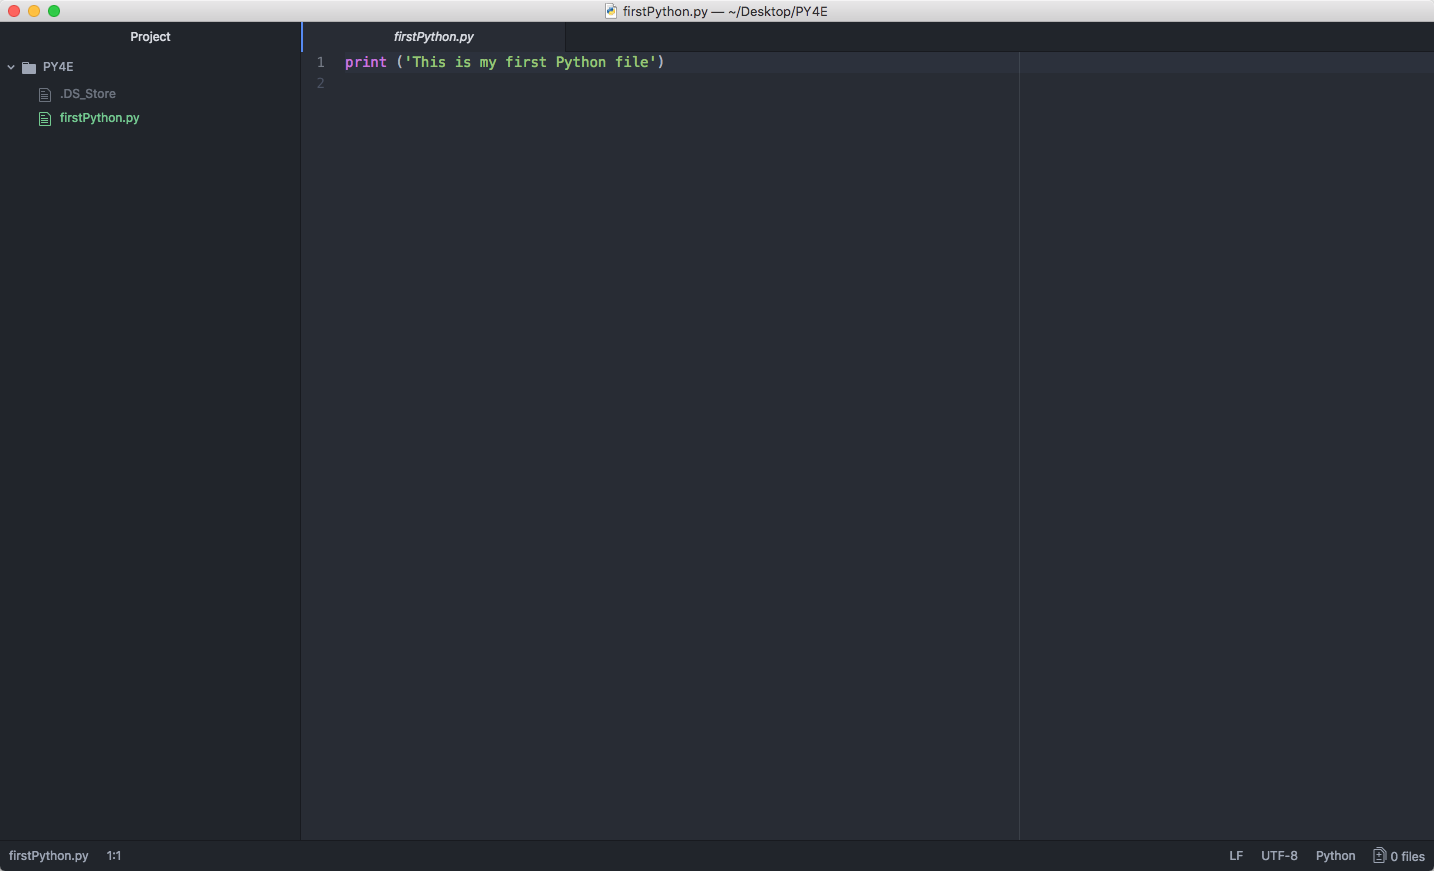 firstPython.py — ~/Desktop/PY4E
Project
firstPython.py
PY4E
.DS_Store
firstPython.py
1 print ('This is my first Python file')
2
firstPython.py 1:1
LF UTF-8 Python 0 files